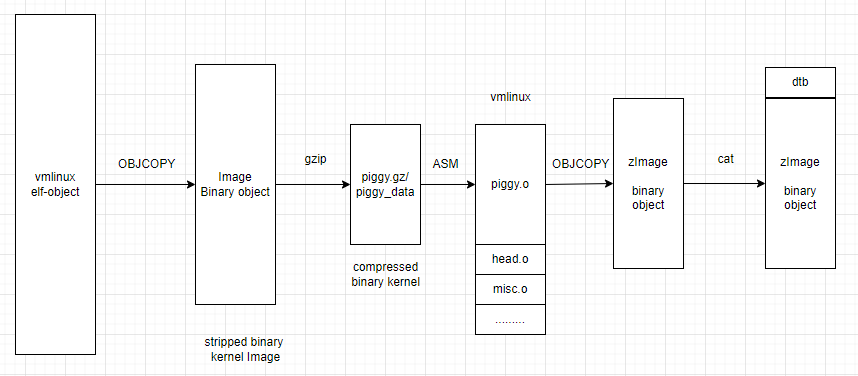 vmlinux
elf-object
OBJCOPY
Image
Binary object
stripped binary
kernel Image
gzip
piggy.gz/
piggy_data
compressed
binary kernel
ASM
vmlinux
piggy.o
head.o
misc.o
.........
OBJCOPY
zImage
binary
object
cat
dtb
zImage
binary
object